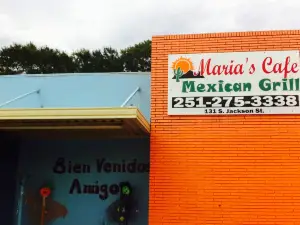 Maria's Cafe
Mexican Grill
251-275-3338
131 S. Jackson St.
Bien Venidos
Amigos